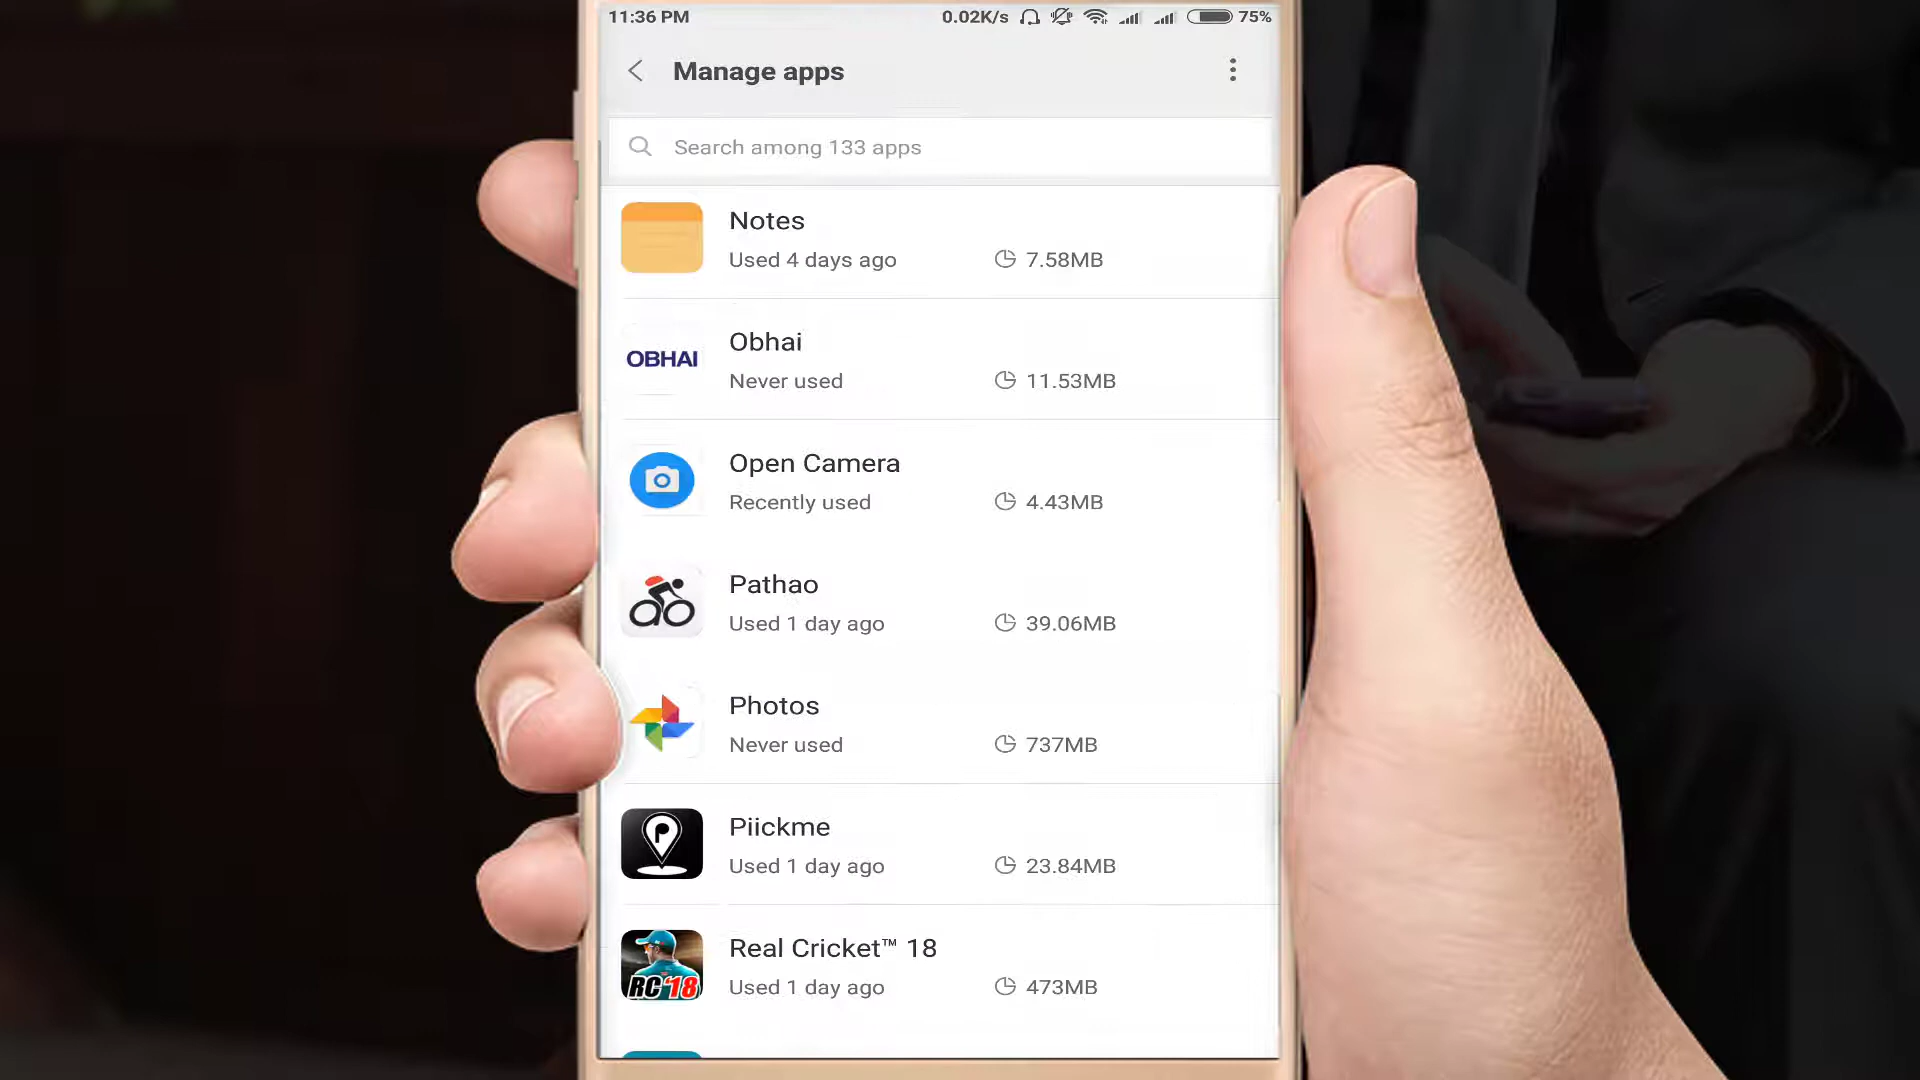 11:36 PM 0.02K/s 75%
Manage apps
Search among 133 apps
Notes
Used 4 days ago 7.58MB
OBHAI
Obhai
Never used 11.53MB
Open Camera
Recently used 4.43MB
Pathao
Used 1 day ago 39.06MB
Photos
Never used 737MB
P
Piickme
Used 1 day ago 23.84MB
RC'18
Real Cricket™ 18
Used 1 day ago 473MB